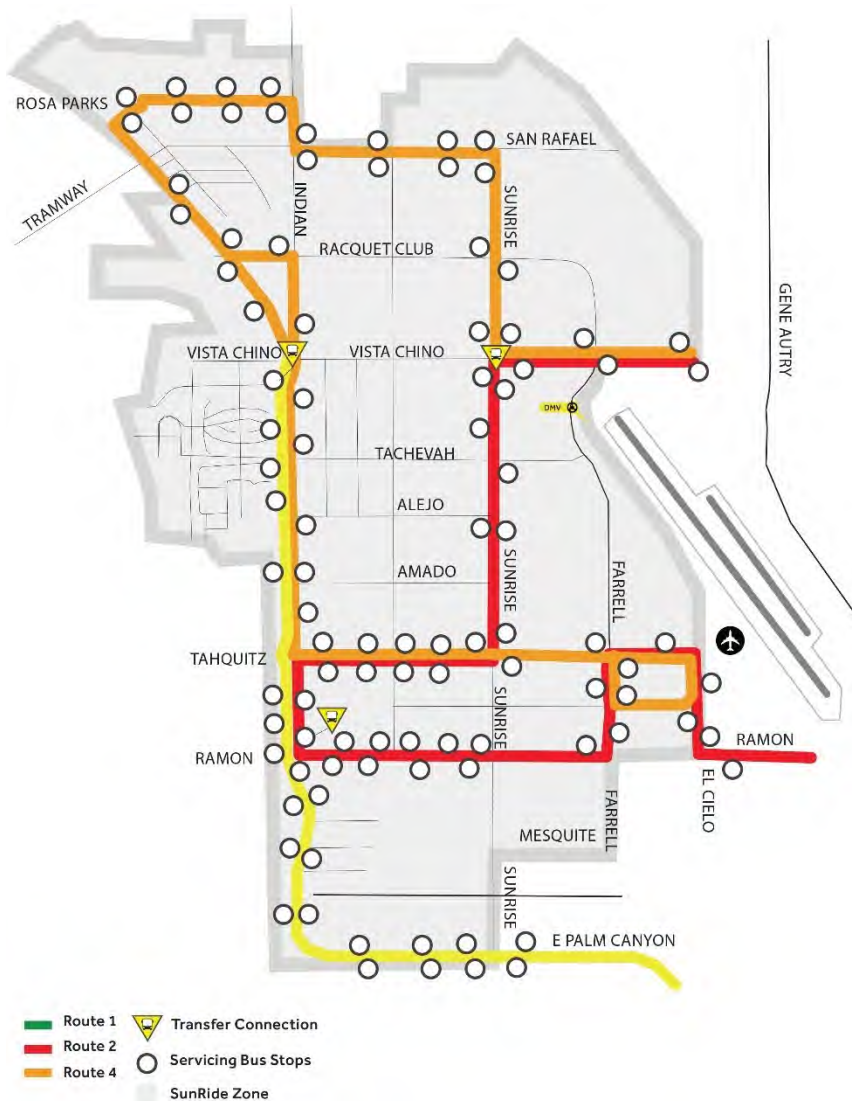 ROSA PARKS
SAN RAFAEL
TRAMWAY
INDIAN
SUNRISE
RACQUET CLUB
GENE AUTRY
VISTA CHINO
VISTA CHINO
DMV
TACHEVAH
ALEJO
AMADO
SUNRISE
FARRELL
TAHQUITZ
SUNRISE
RAMON
RAMON
FARRELL
EL CIELO
MESQUITE
SUNRISE
E PALM CANYON
Route 1
Route 2
Route 4
Transfer Connection
Servicing Bus Stops
SunRide Zone